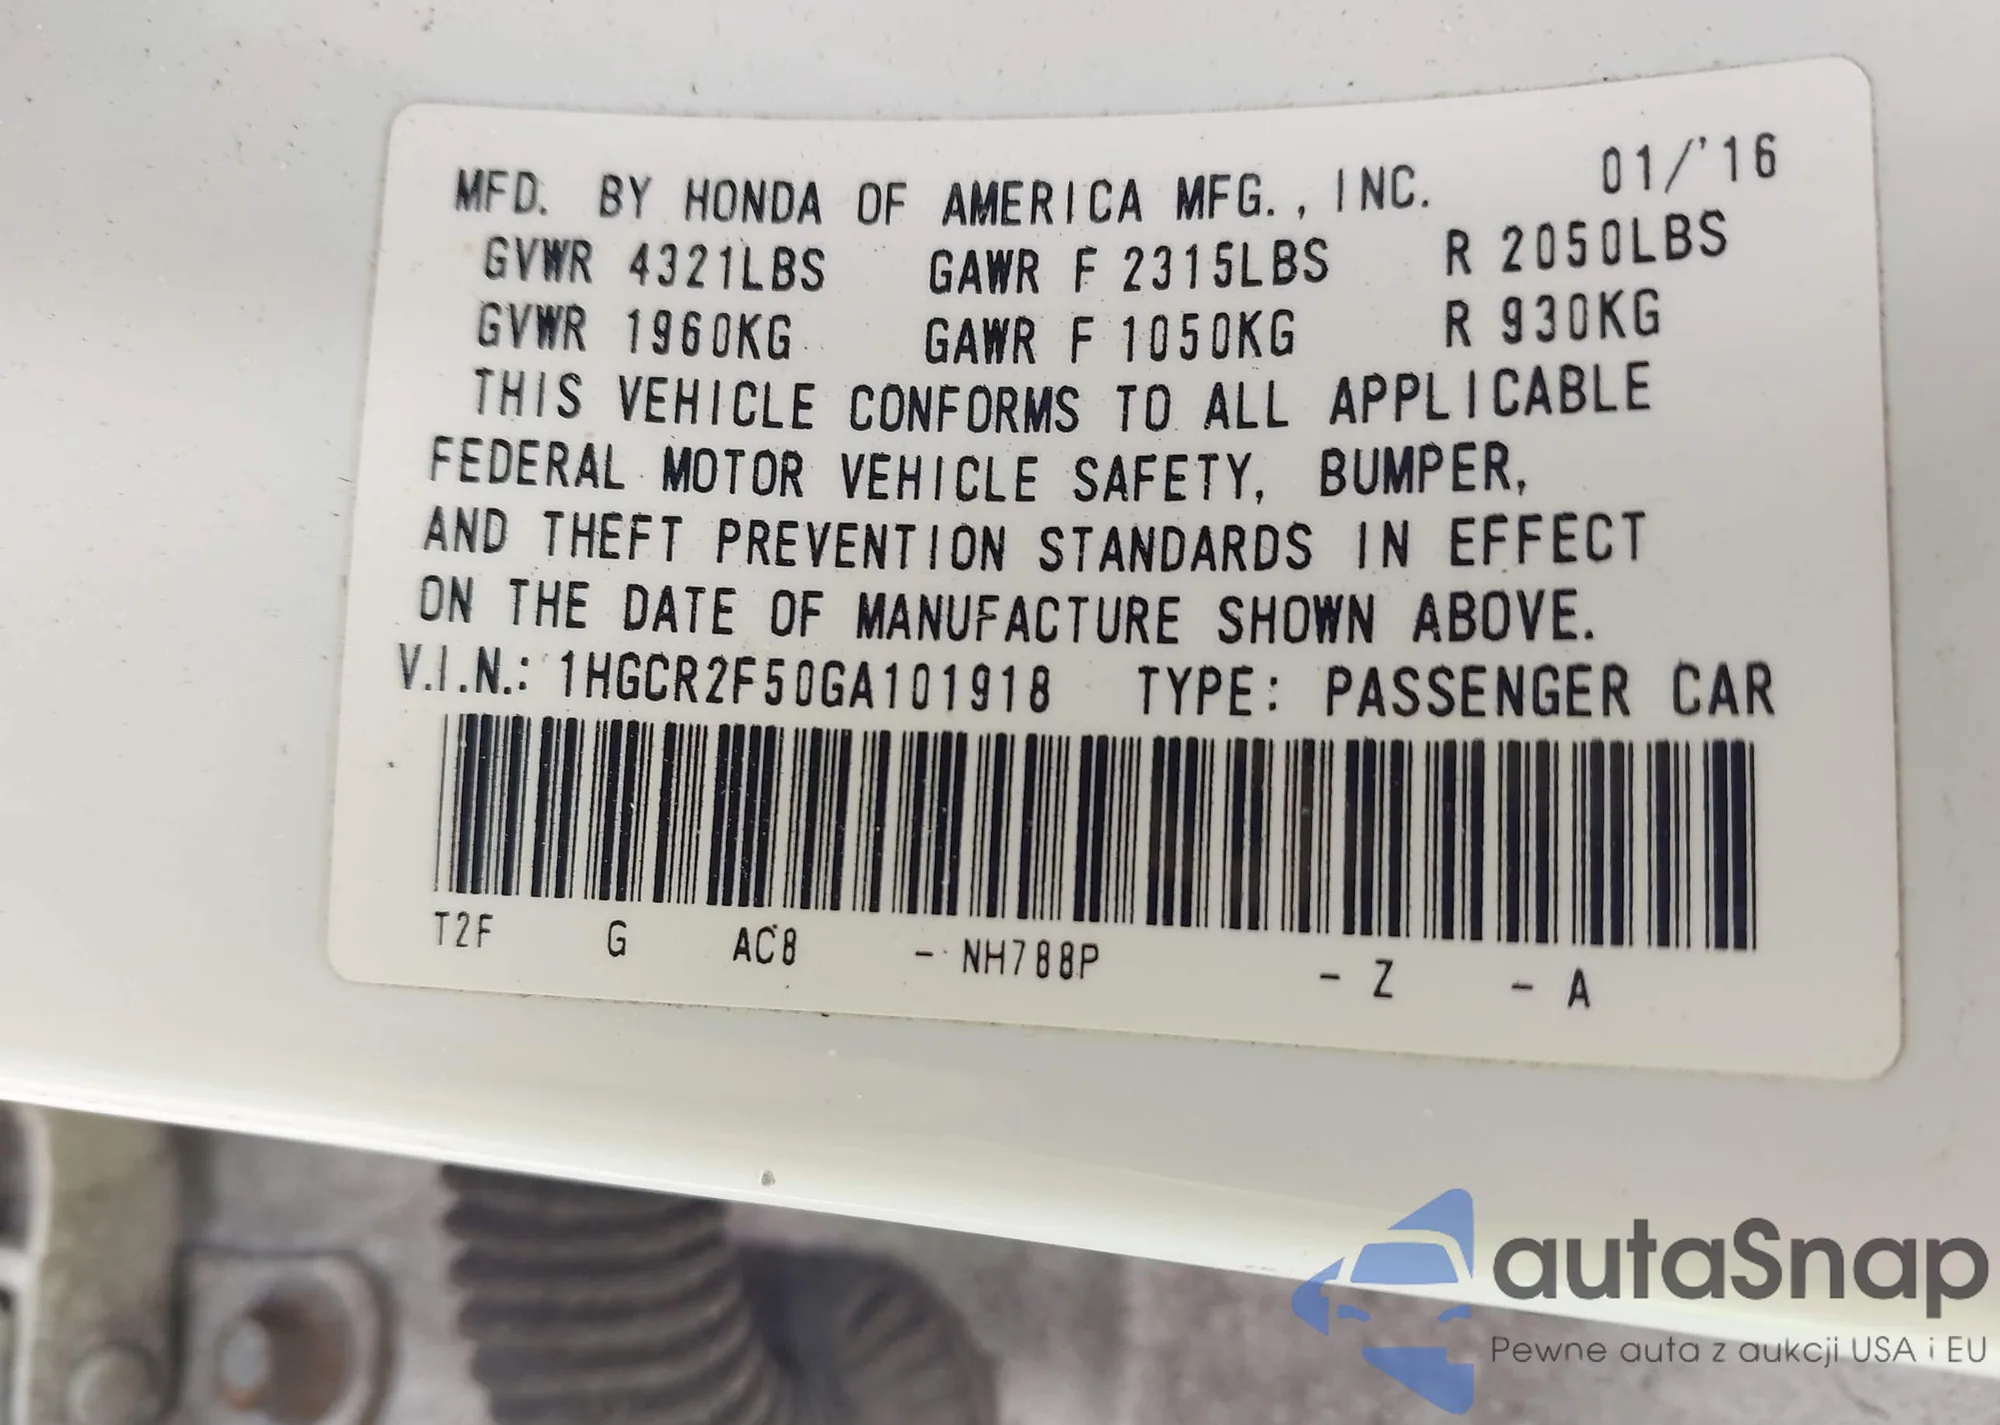 MFD. BY HONDA OF AMERICA MFG., INC. 01/'16
GVWR 4321LBS GAWR F 2315LBS R 2050LBS
GVWR 1960KG GAWR F 1050KG R 930KG
THIS VEHICLE CONFORMS TO ALL APPLICABLE
FEDERAL MOTOR VEHICLE SAFETY, BUMPER,
AND THEFT PREVENTION STANDARDS IN EFFECT
ON THE DATE OF MANUFACTURE SHOWN ABOVE.
V.I.N.: 1HGCR2F50GA101918 TYPE: PASSENGER CAR
T2F G AC8 - NH788P - Z - A
autaSnap
Pewne auta z aukcji USA i EU